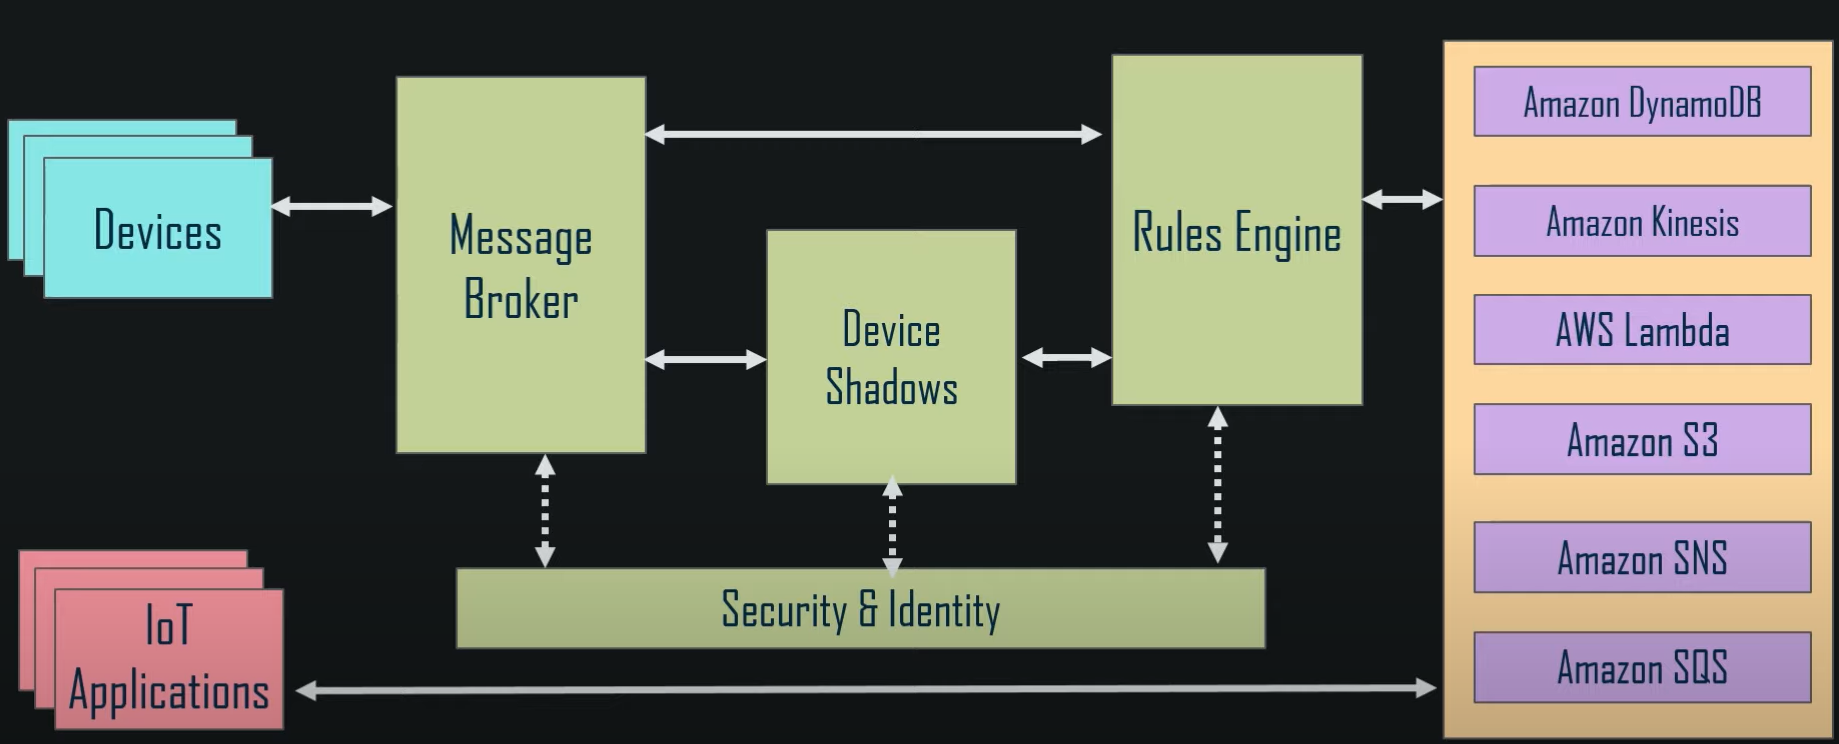 Devices
Message
Broker
Device
Shadows
Rules Engine
Security & Identity
IoT
Applications
Amazon DynamoDB
Amazon Kinesis
AWS Lambda
Amazon S3
Amazon SNS
Amazon SQS